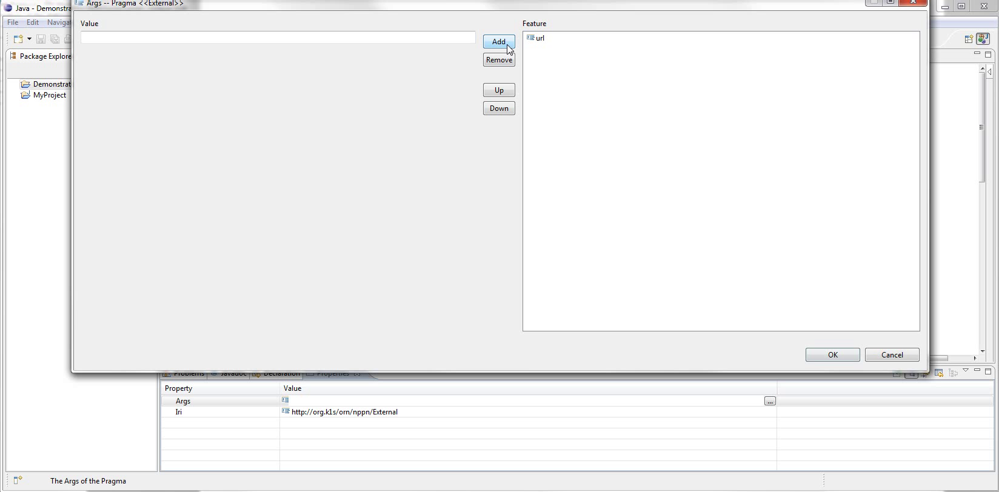 Args -- Pragma <<External>>
Java - Demonstra
File Edit Navigat
Value
Feature
url
Add
Remove
Up
Down
Package Explore
Demonstrat
MyProject
OK
Cancel
Problems Javadoc Declaration Properties
Property Value
Args ...
Iri http://org.k1s/orn/nppn/External
The Args of the Pragma